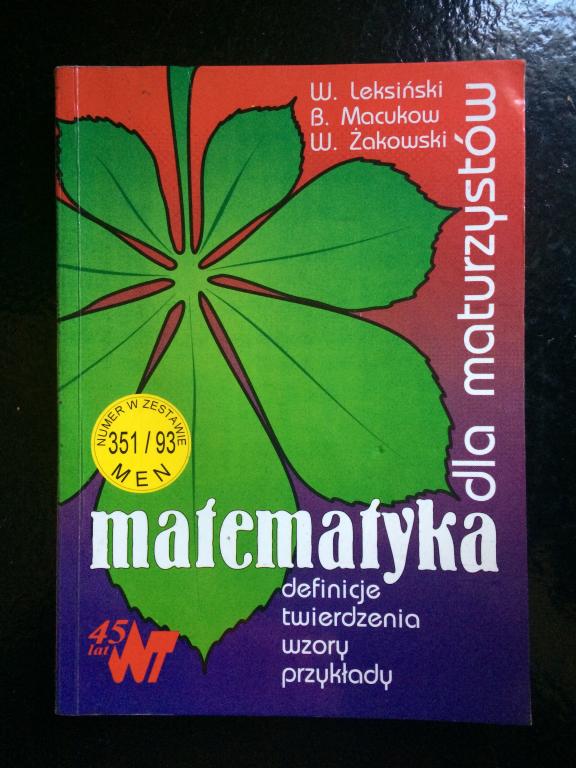 W. Leksiński
B. Macukow
W. Żakowski
dla maturzystów
NUMER W ZESTAWIE
351/93
MEN
matematyka
definicje
twierdzenia
wzory
przykłady
45
lat
WNT